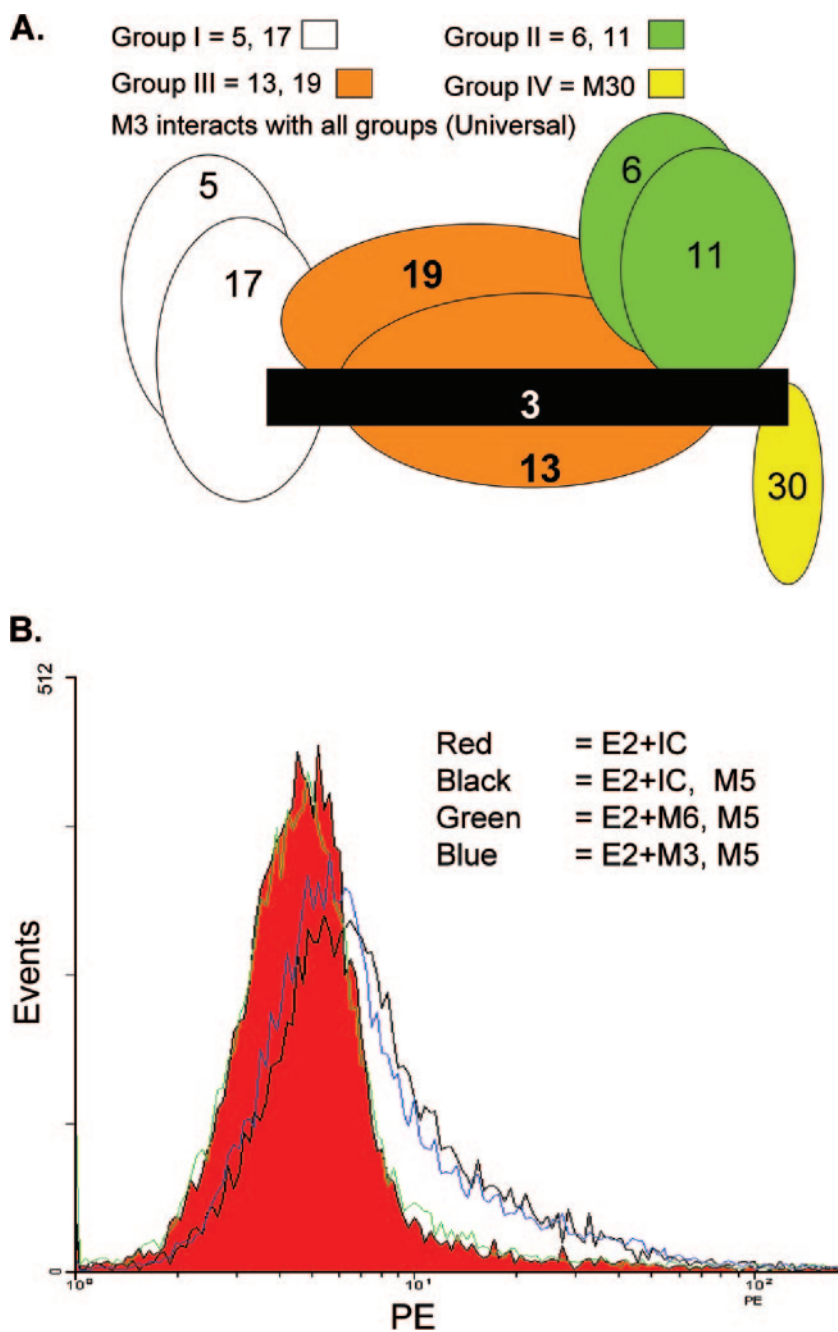 A.
Group I = 5, 17 Group II = 6, 11
Group III = 13, 19 Group IV = M30
M3 interacts with all groups (Universal)
5
6
17
19
11
3
13
30
B.
512
Red = E2+IC
Black = E2+IC, M5
Green = E2+M6, M5
Blue = E2+M3, M5
Events
0
10⁰ 10¹ 10²
PE
PE